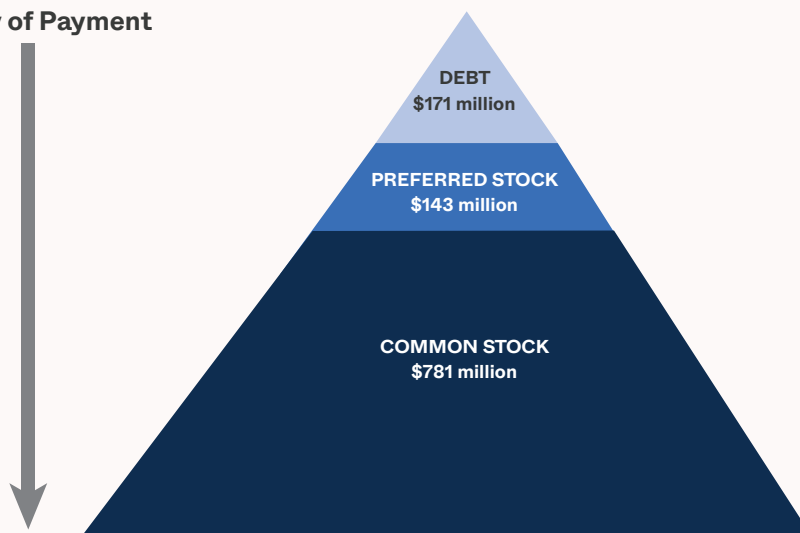 of Payment
DEBT
$171 million
PREFERRED STOCK
$143 million
COMMON STOCK
$781 million